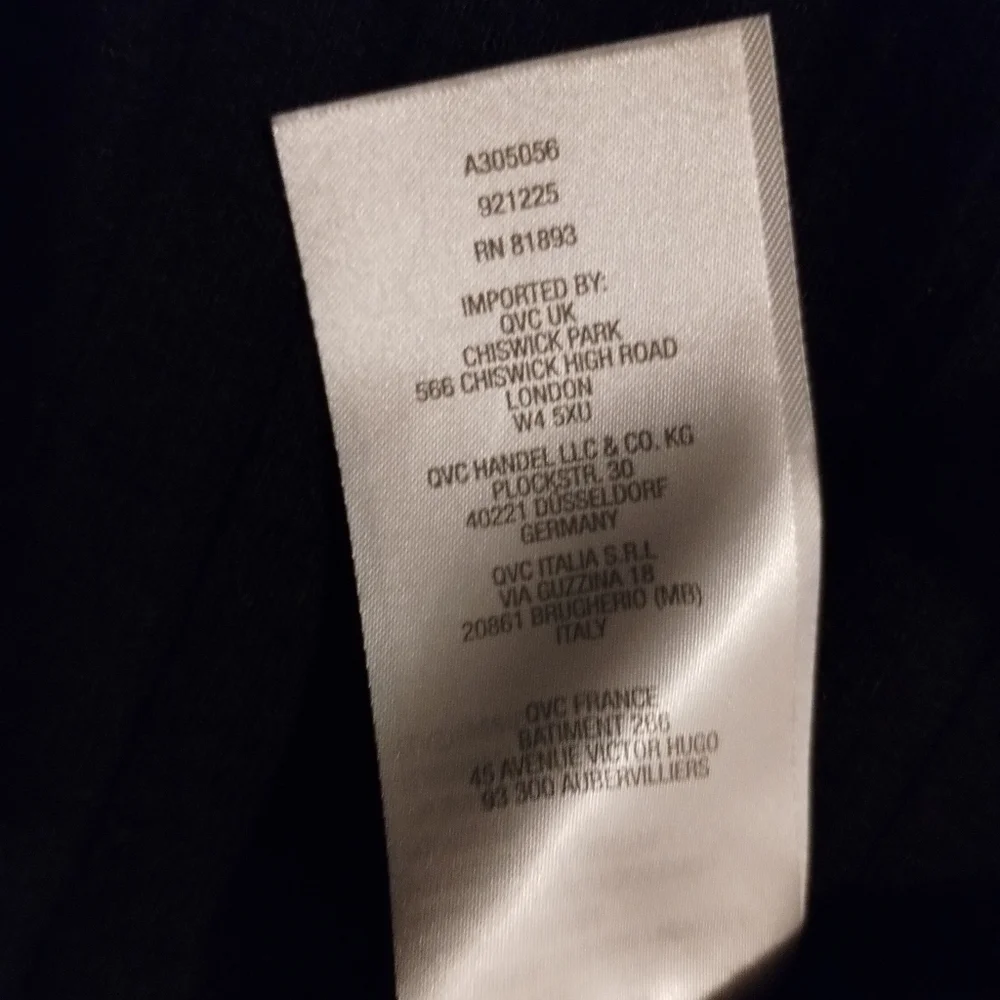 A305056
921225
RN 81893
IMPORTED BY:
QVC UK
CHISWICK PARK
566 CHISWICK HIGH ROAD
LONDON
W4 5XU
QVC HANDEL LLC & CO. KG
PLOCKSTR. 30
40221 DÜSSELDORF
GERMANY
QVC ITALIA S.R.L
VIA GUZZINA 18
20861 BRUGHERIO (MB)
ITALY
QVC FRANCE
BATIMENT 266
45 AVENUE VICTOR HUGO
93 300 AUBERVILLIERS